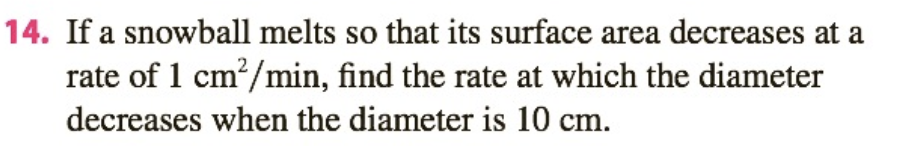 14. If a snowball melts so that its surface area decreases at a
rate of 1 cm²/min, find the rate at which the diameter
decreases when the diameter is 10 cm.